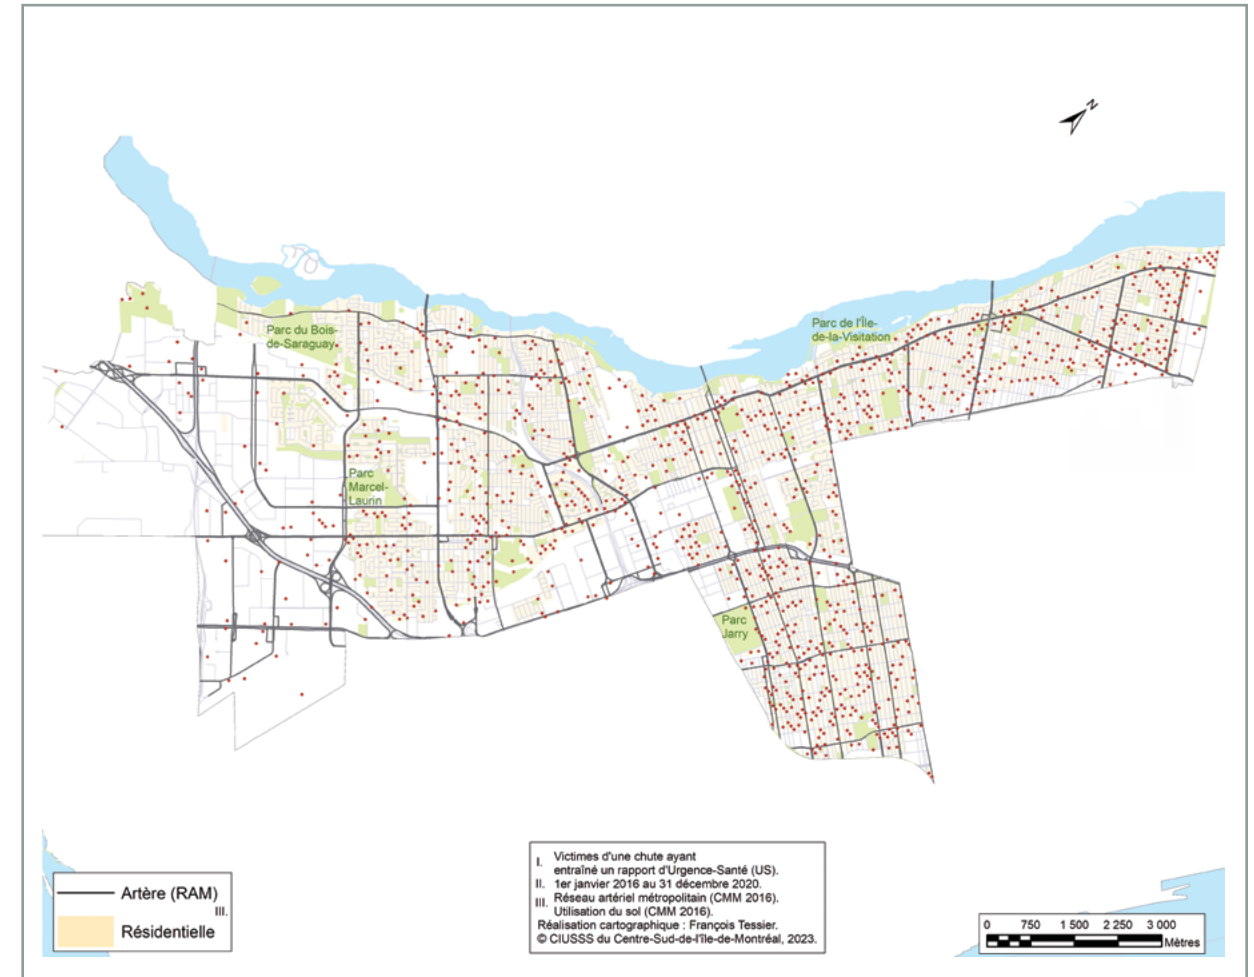 N
Parc du Bois-
de-Saraguay
Parc de l'Île-
de-la-Visitation
Parc
Marcel-
Laurin
Parc
Jarry
Artère (RAM)
III.
Résidentielle
I. Victimes d'une chute ayant
entraîné un rapport d'Urgence-Santé (US).
II. 1er janvier 2016 au 31 décembre 2020.
III. Réseau artériel métropolitain (CMM 2016).
Utilisation du sol (CMM 2016).
Réalisation cartographique : François Tessier.
© CIUSSS du Centre-Sud-de-l'île-de-Montréal, 2023.
0 750 1 500 2 250 3 000
Mètres